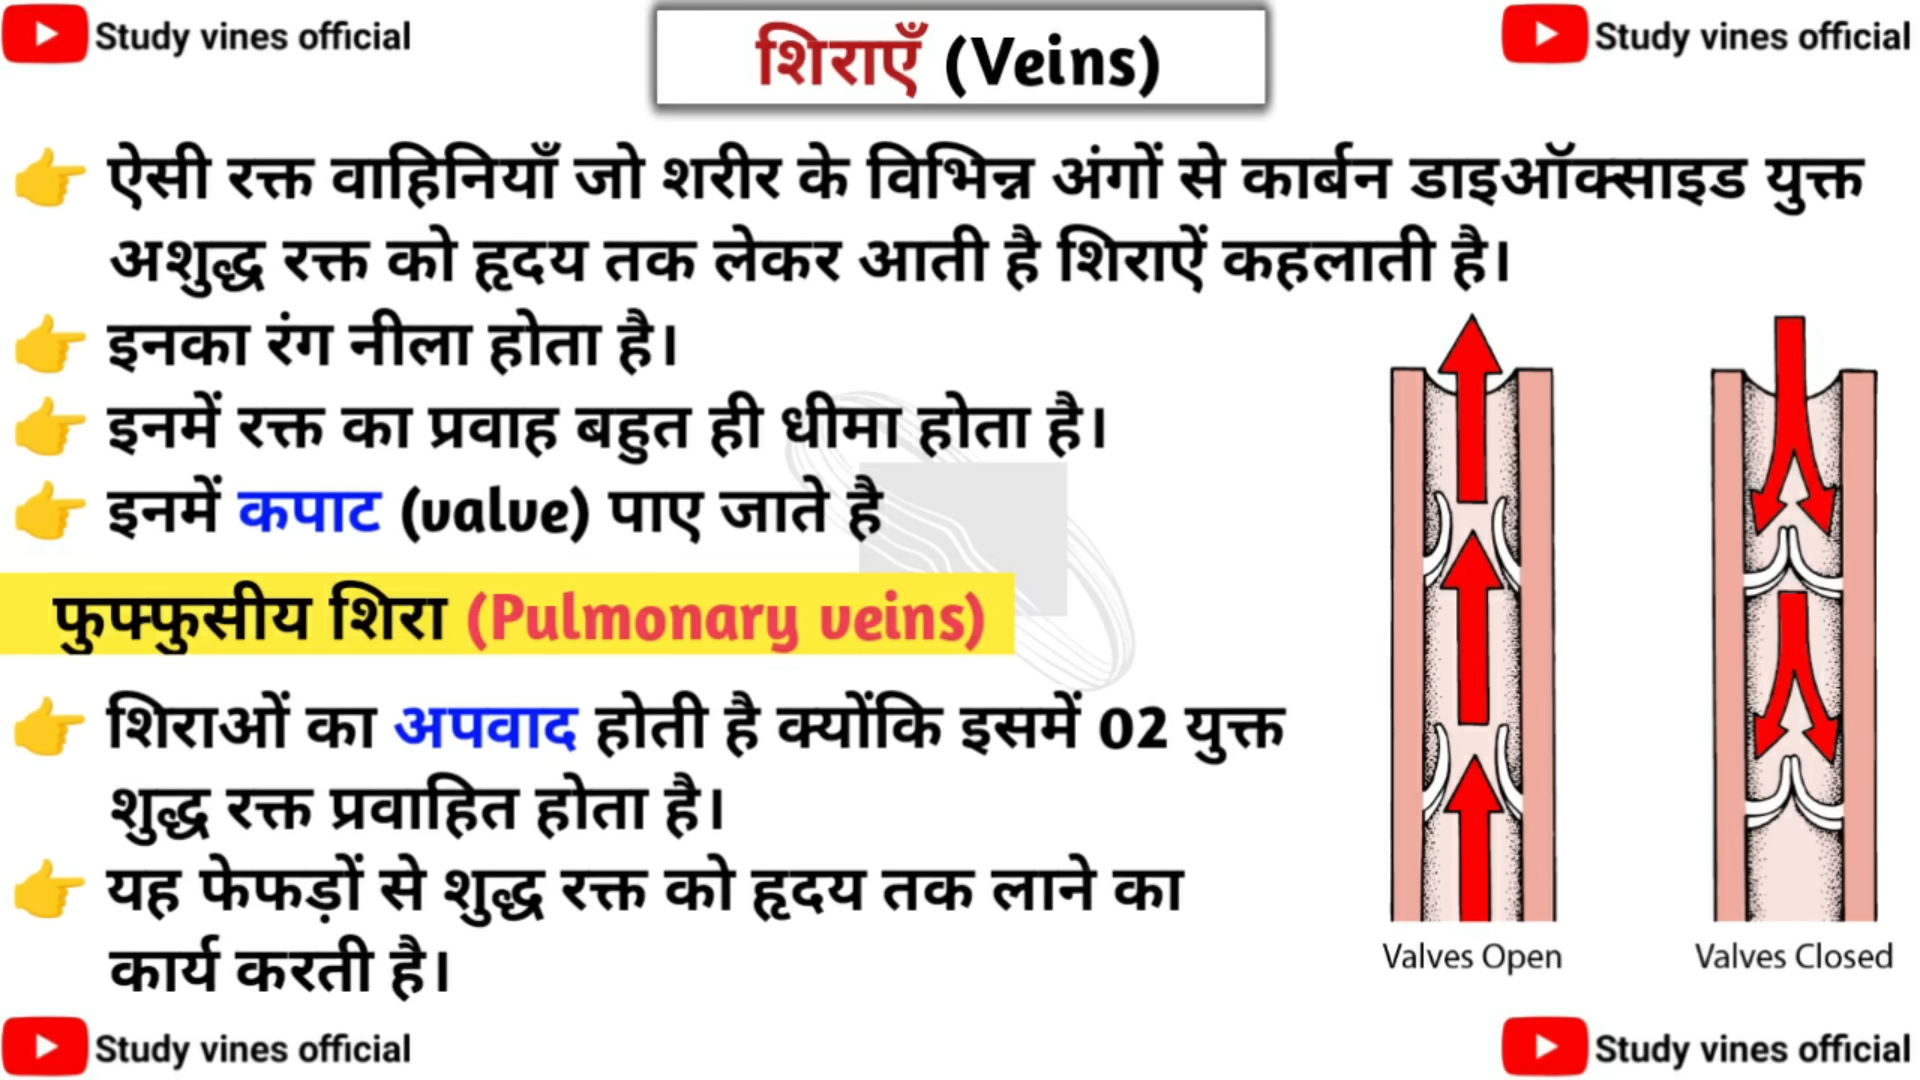 Study vines official
शिराएँ (Veins)
Study vines official
👉 ऐसी रक्त वाहिनियाँ जो शरीर के विभिन्न अंगों से कार्बन डाइऑक्साइड युक्त
अशुद्ध रक्त को हृदय तक लेकर आती है शिराऐं कहलाती है।
👉 इनका रंग नीला होता है।
👉 इनमें रक्त का प्रवाह बहुत ही धीमा होता है।
👉 इनमें कपाट (valve) पाए जाते है
फुफ्फुसीय शिरा (Pulmonary veins)
👉 शिराओं का अपवाद होती है क्योंकि इसमें 02 युक्त
शुद्ध रक्त प्रवाहित होता है।
👉 यह फेफड़ों से शुद्ध रक्त को हृदय तक लाने का
कार्य करती है।
Valves Open
Valves Closed
Study vines official
Study vines official